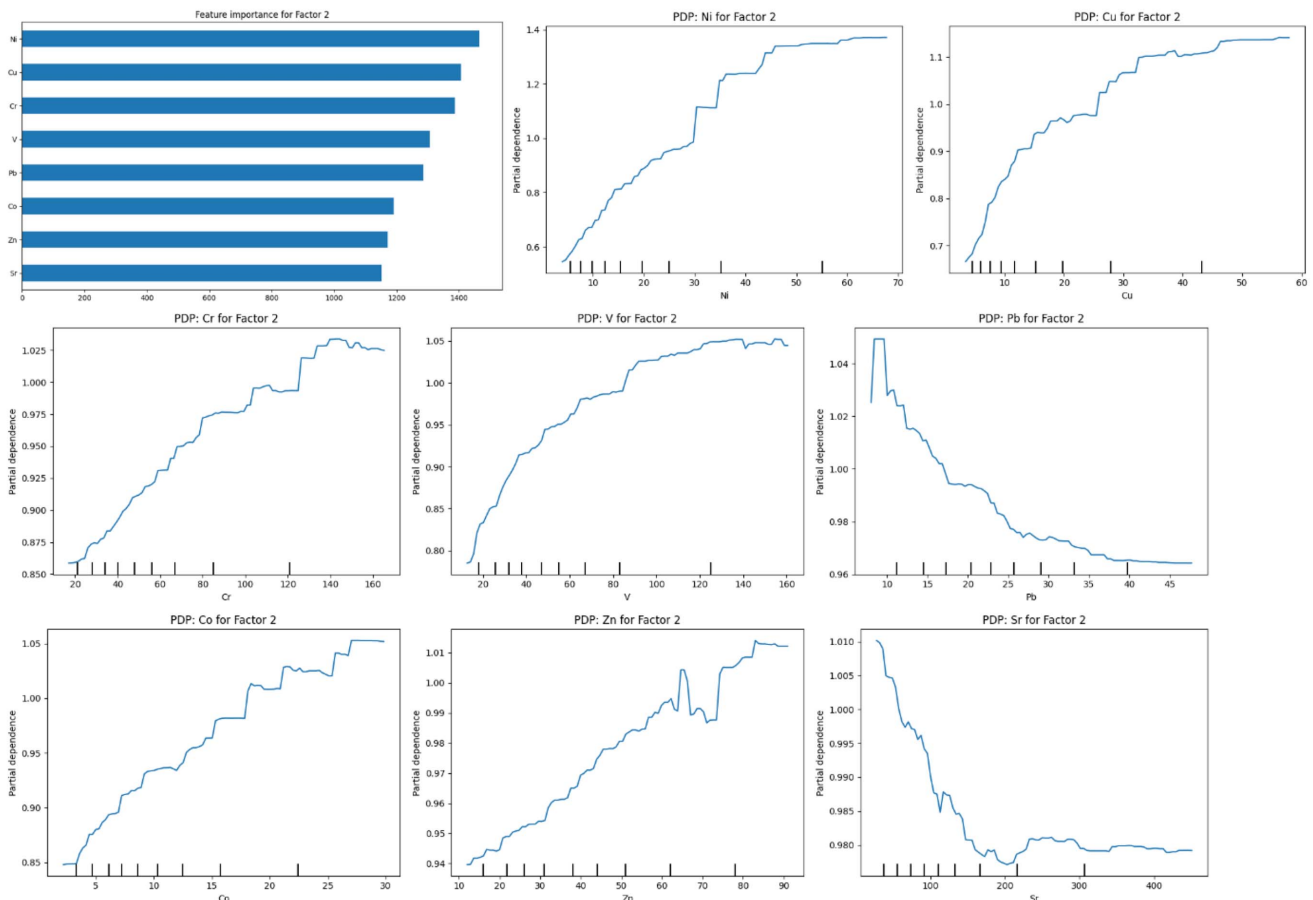 Feature importance for Factor 2
Ni
Cu
Cr
V
Pb
Co
Zn
Sr
0 200 400 600 800 1000 1200 1400
PDP: Ni for Factor 2
Partial dependence
1.4
1.2
1.0
0.8
0.6
10 20 30 40 50 60 70
Ni
PDP: Cu for Factor 2
Partial dependence
1.1
1.0
0.9
0.8
0.7
10 20 30 40 50 60
Cu
PDP: Cr for Factor 2
Partial dependence
1.025
1.000
0.975
0.950
0.925
0.900
0.875
0.850
20 40 60 80 100 120 140 160
Cr
PDP: V for Factor 2
Partial dependence
1.05
1.00
0.95
0.90
0.85
0.80
20 40 60 80 100 120 140 160
V
PDP: Pb for Factor 2
Partial dependence
1.04
1.02
1.00
0.98
0.96
10 15 20 25 30 35 40 45
Pb
PDP: Co for Factor 2
Partial dependence
1.05
1.00
0.95
0.90
0.85
5 10 15 20 25 30
Co
PDP: Zn for Factor 2
Partial dependence
1.01
1.00
0.99
0.98
0.97
0.96
0.95
0.94
10 20 30 40 50 60 70 80 90
Zn
PDP: Sr for Factor 2
Partial dependence
1.010
1.005
1.000
0.995
0.990
0.985
0.980
100 200 300 400
Sr